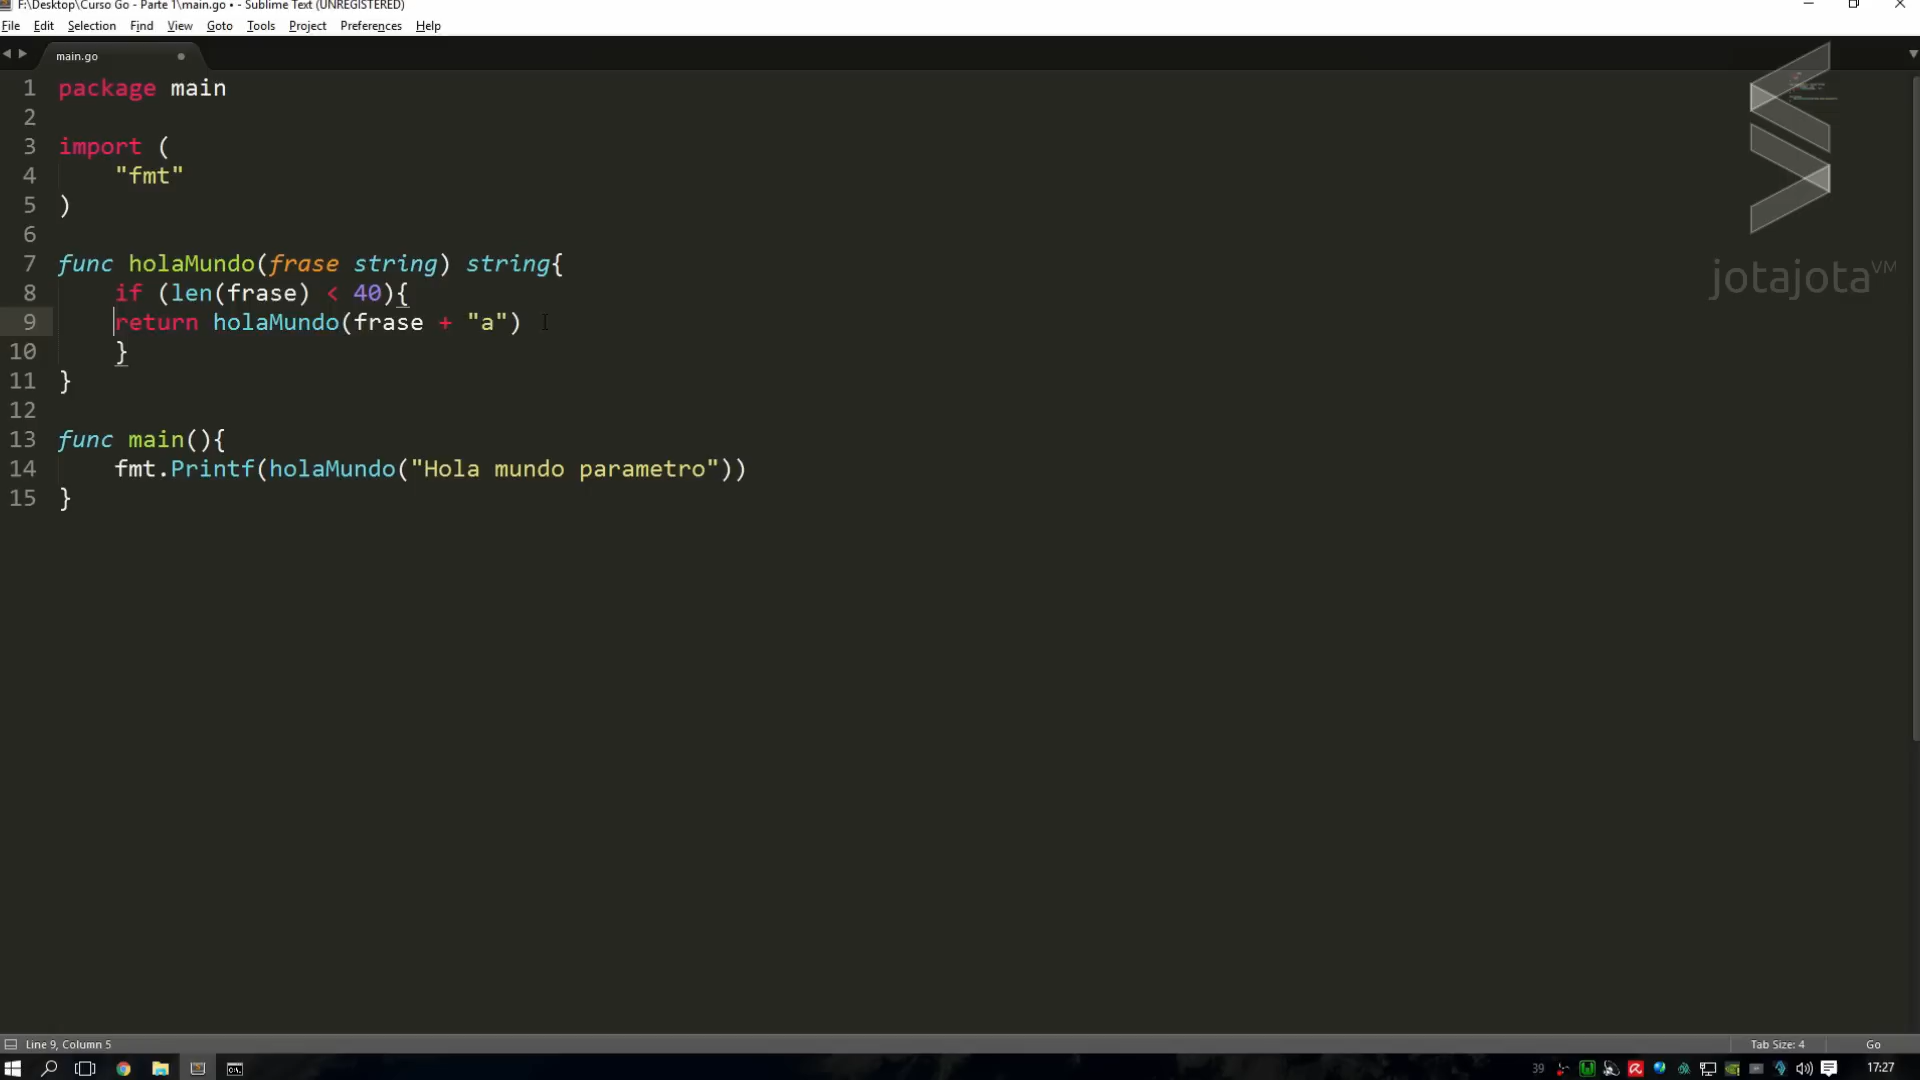 F:\Desktop\Curso Go - Parte 1\main.go • - Sublime Text (UNREGISTERED)
File Edit Selection Find View Goto Tools Project Preferences Help
main.go
1 package main
2
3 import (
4 "fmt"
5 )
6
7 func holaMundo(frase string) string{
8 if (len(frase) < 40){
9 return holaMundo(frase + "a")
10 }
11 }
12
13 func main(){
14 fmt.Printf(holaMundo("Hola mundo parametro"))
15 }
jotajota VM
Line 9, Column 5
Tab Size: 4
Go
39
17:27